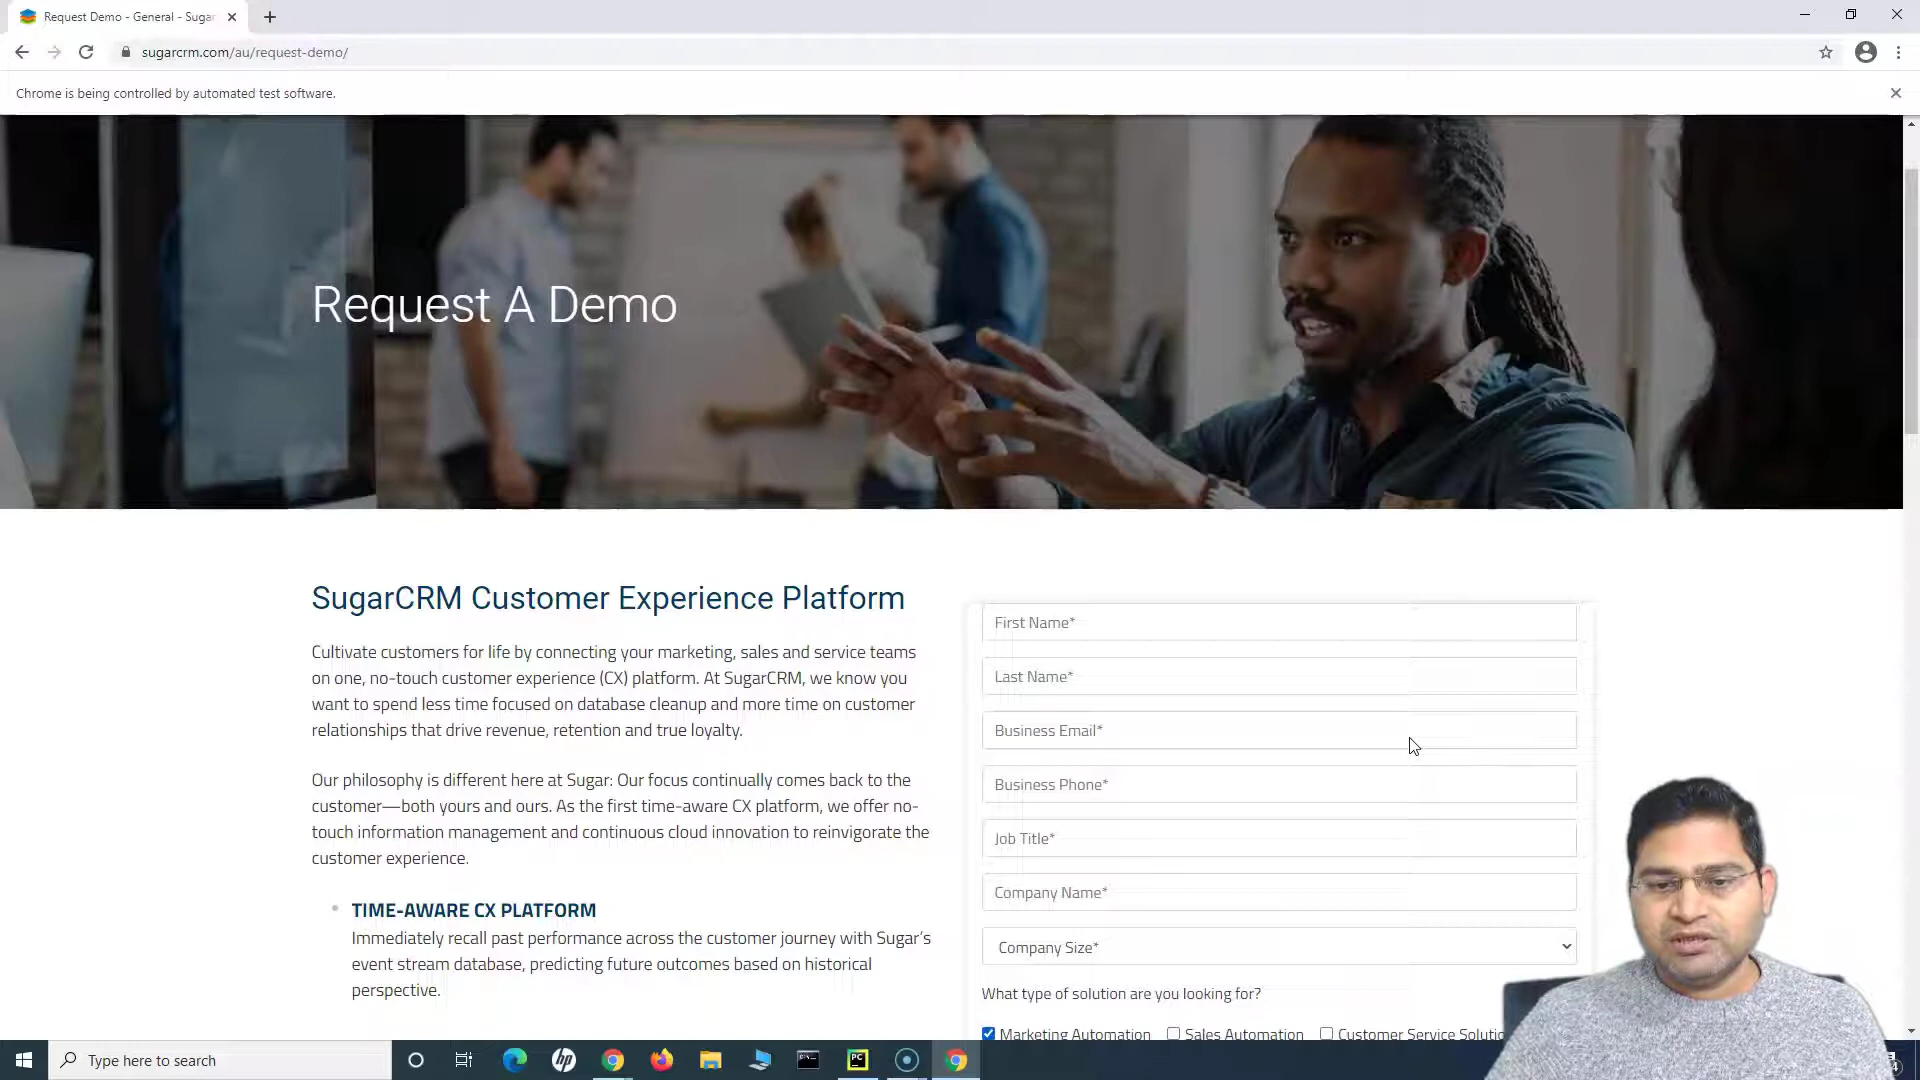 Request Demo - General - Sugar
sugarcrm.com/au/request-demo/
Chrome is being controlled by automated test software.
Request A Demo
SugarCRM Customer Experience Platform
Cultivate customers for life by connecting your marketing, sales and service teams
on one, no-touch customer experience (CX) platform. At SugarCRM, we know you
want to spend less time focused on database cleanup and more time on customer
relationships that drive revenue, retention and true loyalty.
Our philosophy is different here at Sugar: Our focus continually comes back to the
customer—both yours and ours. As the first time-aware CX platform, we offer no-
touch information management and continuous cloud innovation to reinvigorate the
customer experience.
TIME-AWARE CX PLATFORM
Immediately recall past performance across the customer journey with Sugar's
event stream database, predicting future outcomes based on historical
perspective.
First Name*
Last Name*
Business Email*
Business Phone*
Job Title*
Company Name*
Company Size*
What type of solution are you looking for?
Marketing Automation Sales Automation Customer Service
Type here to search
hp
PC